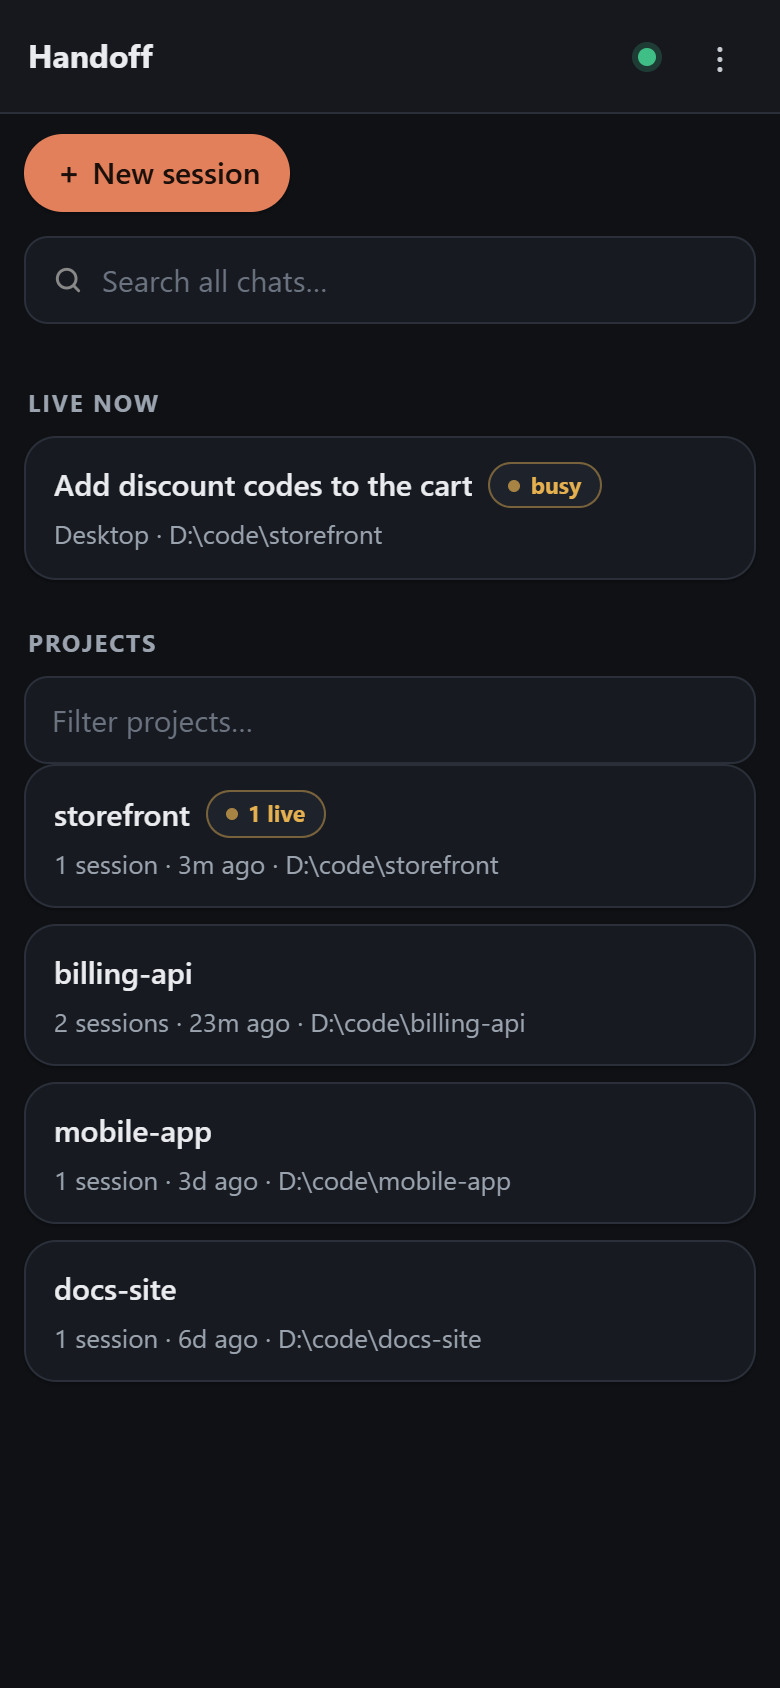 Handoff
+ New session
Search all chats...
LIVE NOW
Add discount codes to the cart busy
Desktop · D:\code\storefront
PROJECTS
Filter projects...
storefront 1 live
1 session · 3m ago · D:\code\storefront
billing-api
2 sessions · 23m ago · D:\code\billing-api
mobile-app
1 session · 3d ago · D:\code\mobile-app
docs-site
1 session · 6d ago · D:\code\docs-site